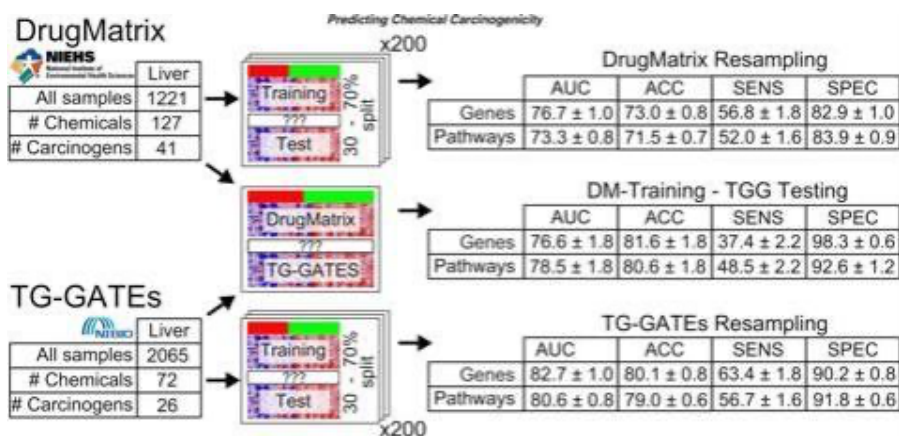 Predicting Chemical Carcinogenicity
DrugMatrix
NIEHS
National Institute of
Environmental Health Sciences
Liver
All samples 1221
# Chemicals 127
# Carcinogens 41
x200
Training
???
Test
30 - 70%
split
DrugMatrix Resampling
AUC ACC SENS SPEC
Genes 76.7 ± 1.0 73.0 ± 0.8 56.8 ± 1.8 82.9 ± 1.0
Pathways 73.3 ± 0.8 71.5 ± 0.7 52.0 ± 1.6 83.9 ± 0.9
DrugMatrix
???
TG-GATES
DM-Training - TGG Testing
AUC ACC SENS SPEC
Genes 76.6 ± 1.8 81.6 ± 1.8 37.4 ± 2.2 98.3 ± 0.6
Pathways 78.5 ± 1.8 80.6 ± 1.8 48.5 ± 2.2 92.6 ± 1.2
TG-GATEs
NIBIO
Liver
All samples 2065
# Chemicals 72
# Carcinogens 26
Training
???
Test
30 - 70%
split
x200
TG-GATEs Resampling
AUC ACC SENS SPEC
Genes 82.7 ± 1.0 80.1 ± 0.8 63.4 ± 1.8 90.2 ± 0.8
Pathways 80.6 ± 0.8 79.0 ± 0.6 56.7 ± 1.6 91.8 ± 0.6